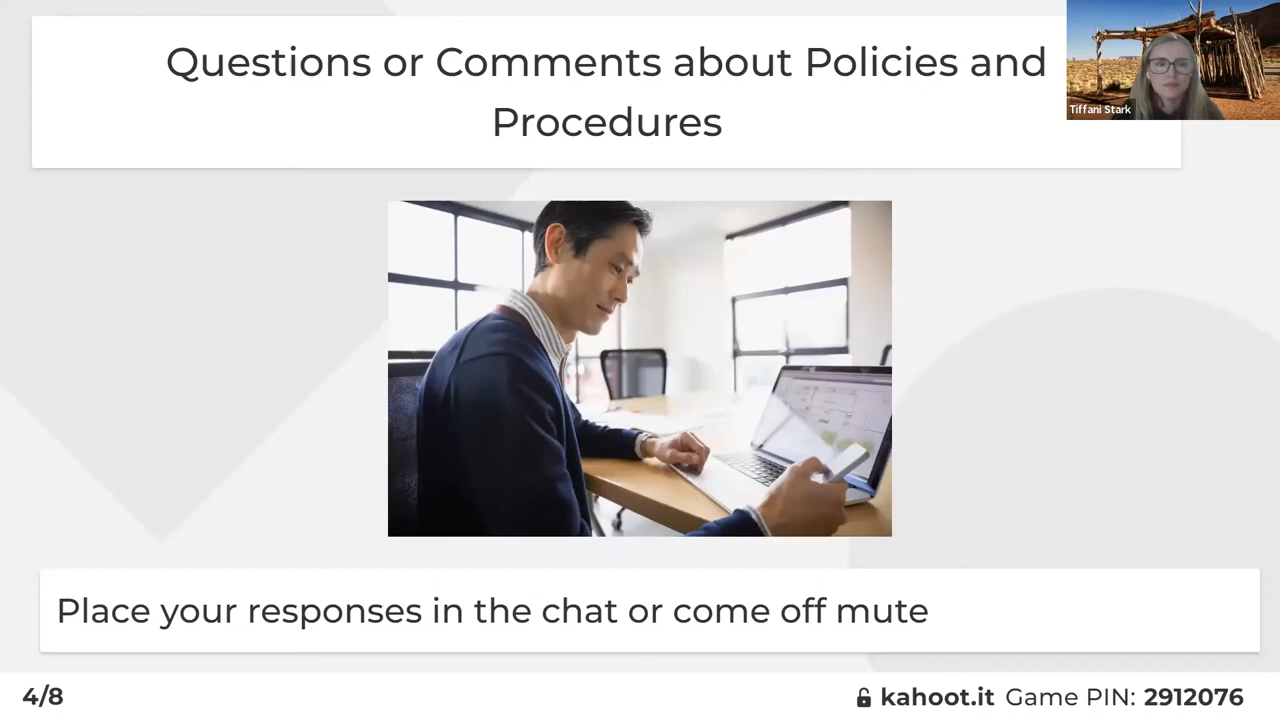 Questions or Comments about Policies and
Procedures
Tiffani Stark
Place your responses in the chat or come off mute
4/8
kahoot.it Game PIN: 2912076